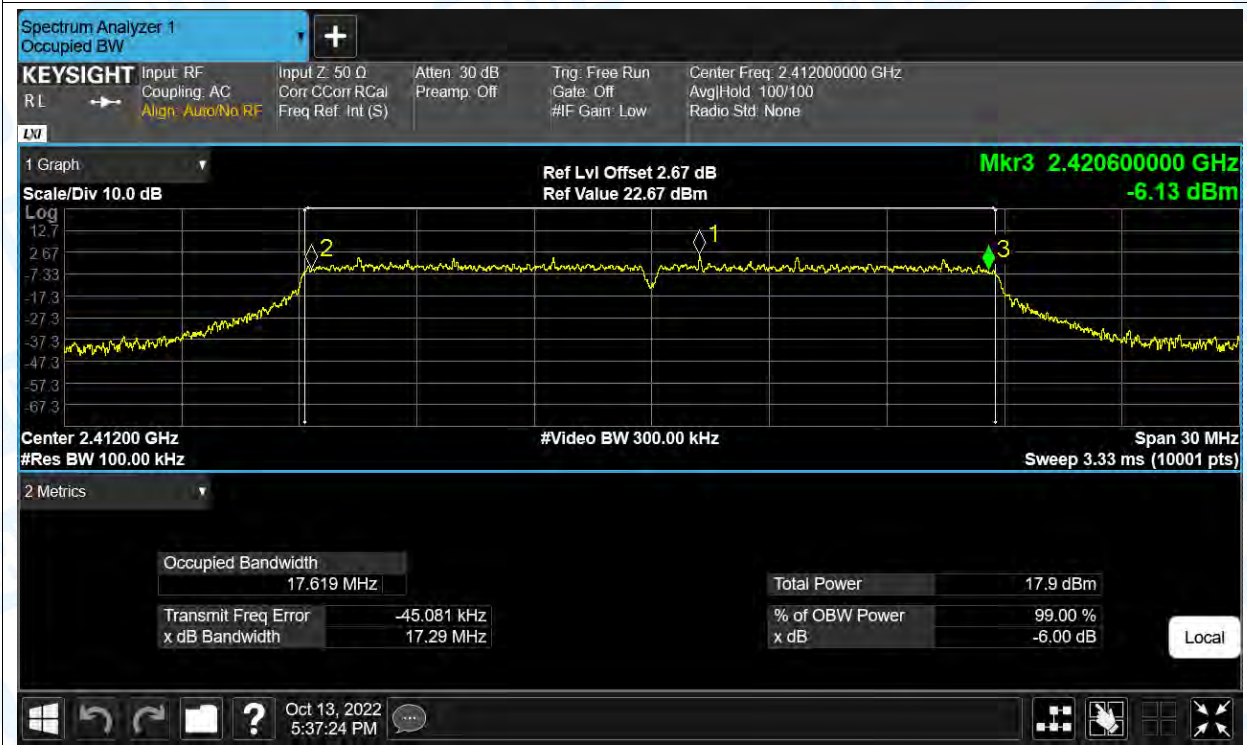 Spectrum Analyzer 1
Occupied BW
KEYSIGHT
RL
LXI
Input: RF
Coupling: AC
Align: Auto/No RF
Input Z: 50 Ω
Corr CCorr RCal
Freq Ref: Int (S)
Atten: 30 dB
Preamp: Off
Trig: Free Run
Gate: Off
#IF Gain: Low
Center Freq: 2.412000000 GHz
Avg|Hold: 100/100
Radio Std: None
1 Graph
Scale/Div 10.0 dB
Ref Lvl Offset 2.67 dB
Ref Value 22.67 dBm
Mkr3 2.420600000 GHz
-6.13 dBm
Log
12.7
2.67
-7.33
-17.3
-27.3
-37.3
-47.3
-57.3
-67.3
2
1
3
Center 2.41200 GHz
#Res BW 100.00 kHz
#Video BW 300.00 kHz
Span 30 MHz
Sweep 3.33 ms (10001 pts)
2 Metrics
Occupied Bandwidth
17.619 MHz
Transmit Freq Error -45.081 kHz
x dB Bandwidth 17.29 MHz
Total Power 17.9 dBm
% of OBW Power 99.00 %
x dB -6.00 dB
Local
?
Oct 13, 2022
5:37:24 PM